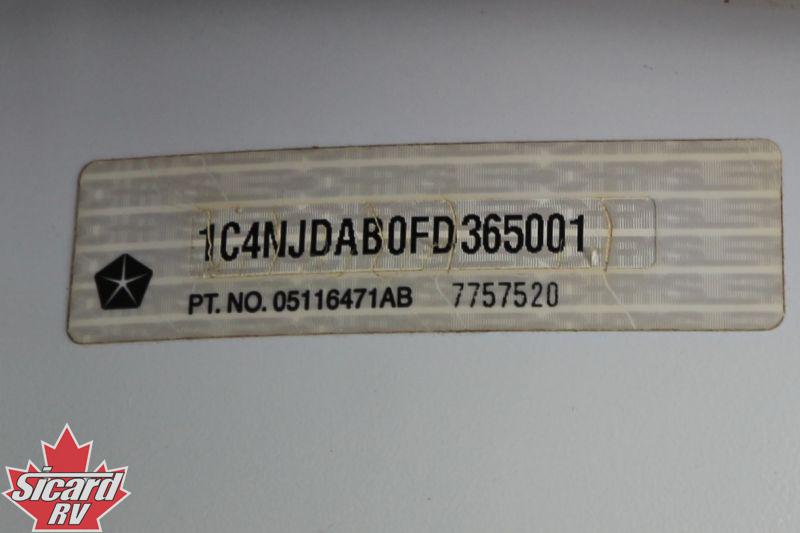 1C4NJDAB0FD365001
PT. NO. 05116471AB 7757520
Sicard
RV